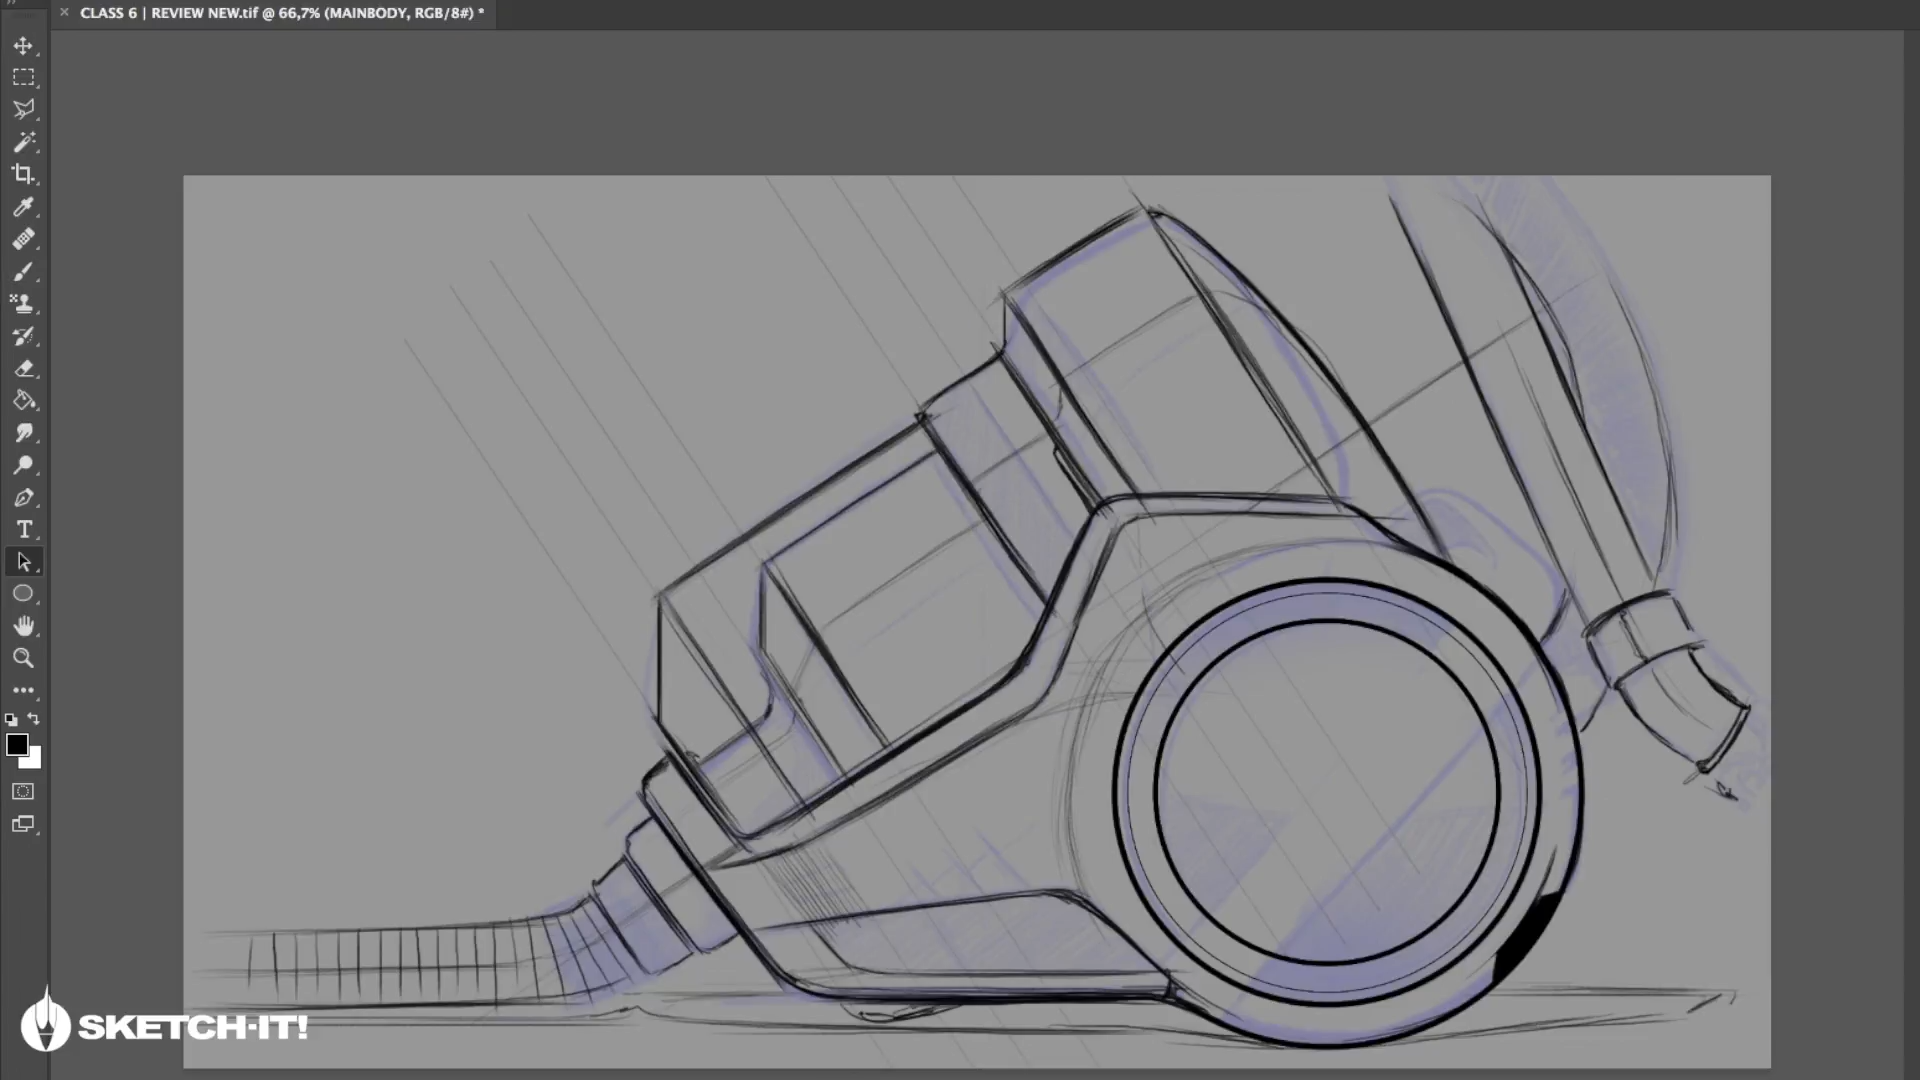 CLASS 6 | REVIEW NEW.tif @ 66,7% (MAINBODY, RGB/8#) *
SKETCH-IT!